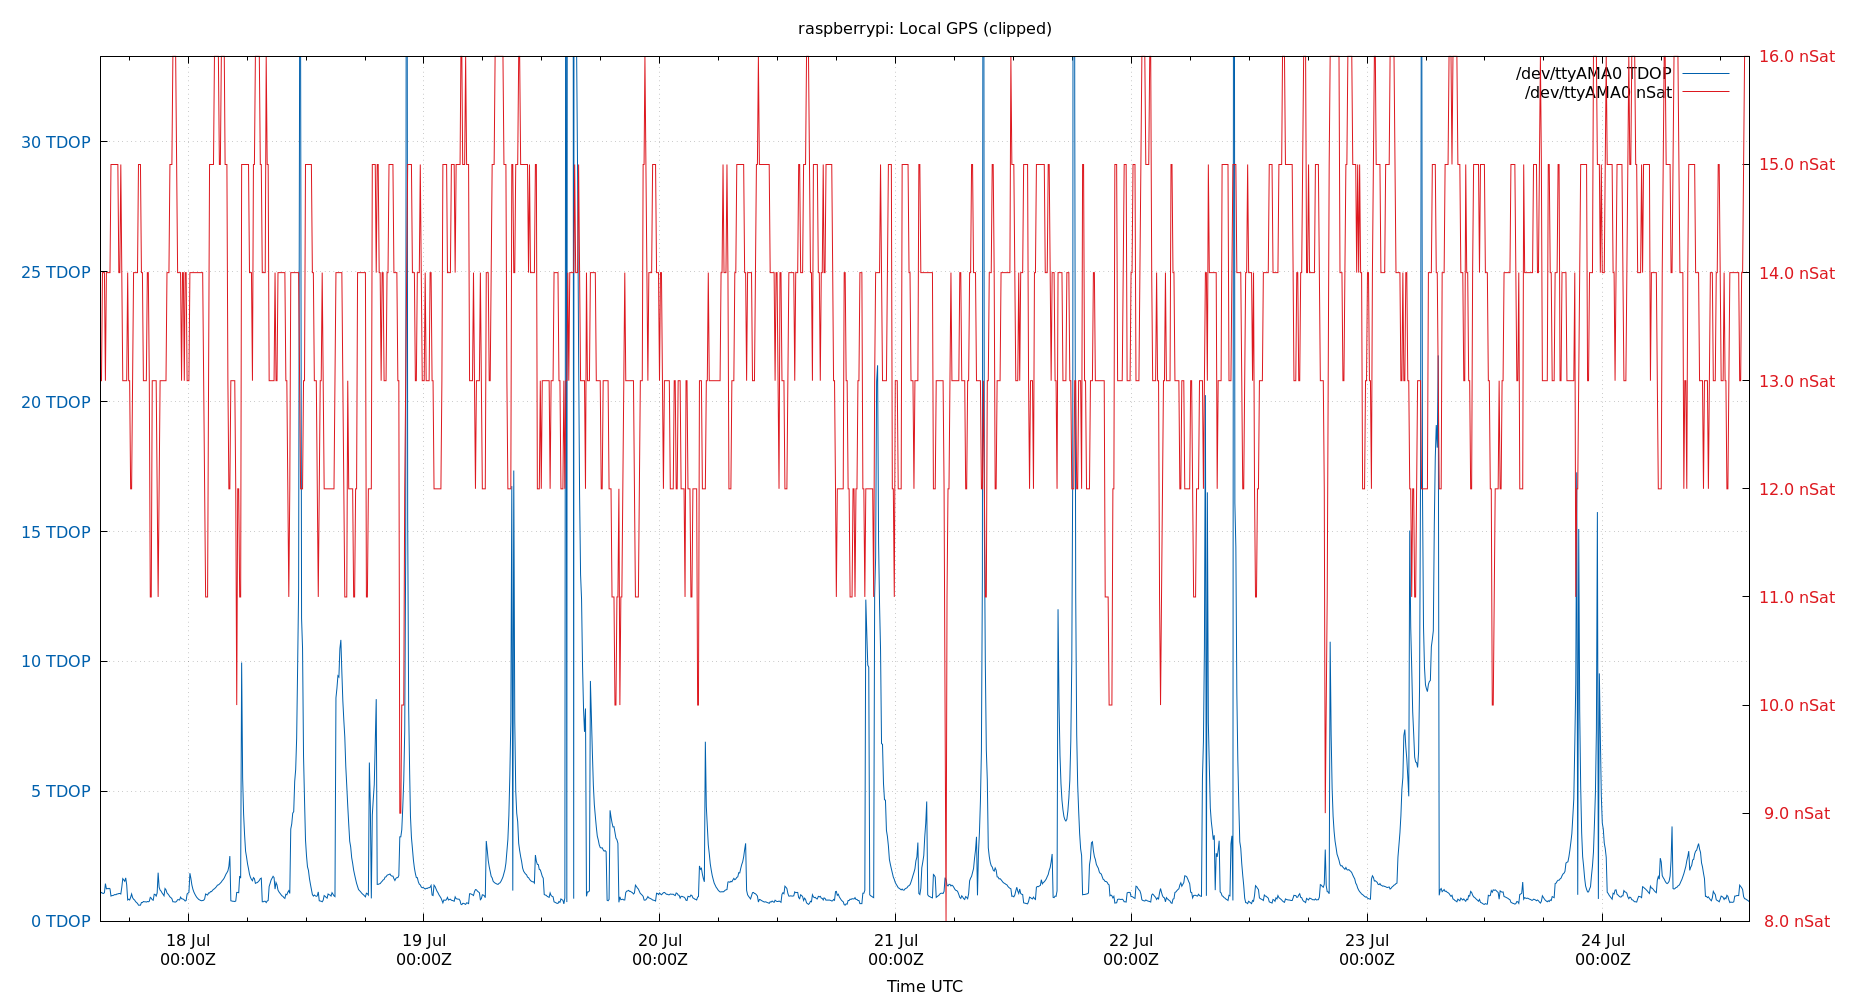 raspberrypi: Local GPS (clipped)
/dev/ttyAMA0 TDOP
/dev/ttyAMA0 nSat
30 TDOP
25 TDOP
20 TDOP
15 TDOP
10 TDOP
5 TDOP
0 TDOP
16.0 nSat
15.0 nSat
14.0 nSat
13.0 nSat
12.0 nSat
11.0 nSat
10.0 nSat
9.0 nSat
8.0 nSat
18 Jul
00:00Z
19 Jul
00:00Z
20 Jul
00:00Z
21 Jul
00:00Z
22 Jul
00:00Z
23 Jul
00:00Z
24 Jul
00:00Z
Time UTC